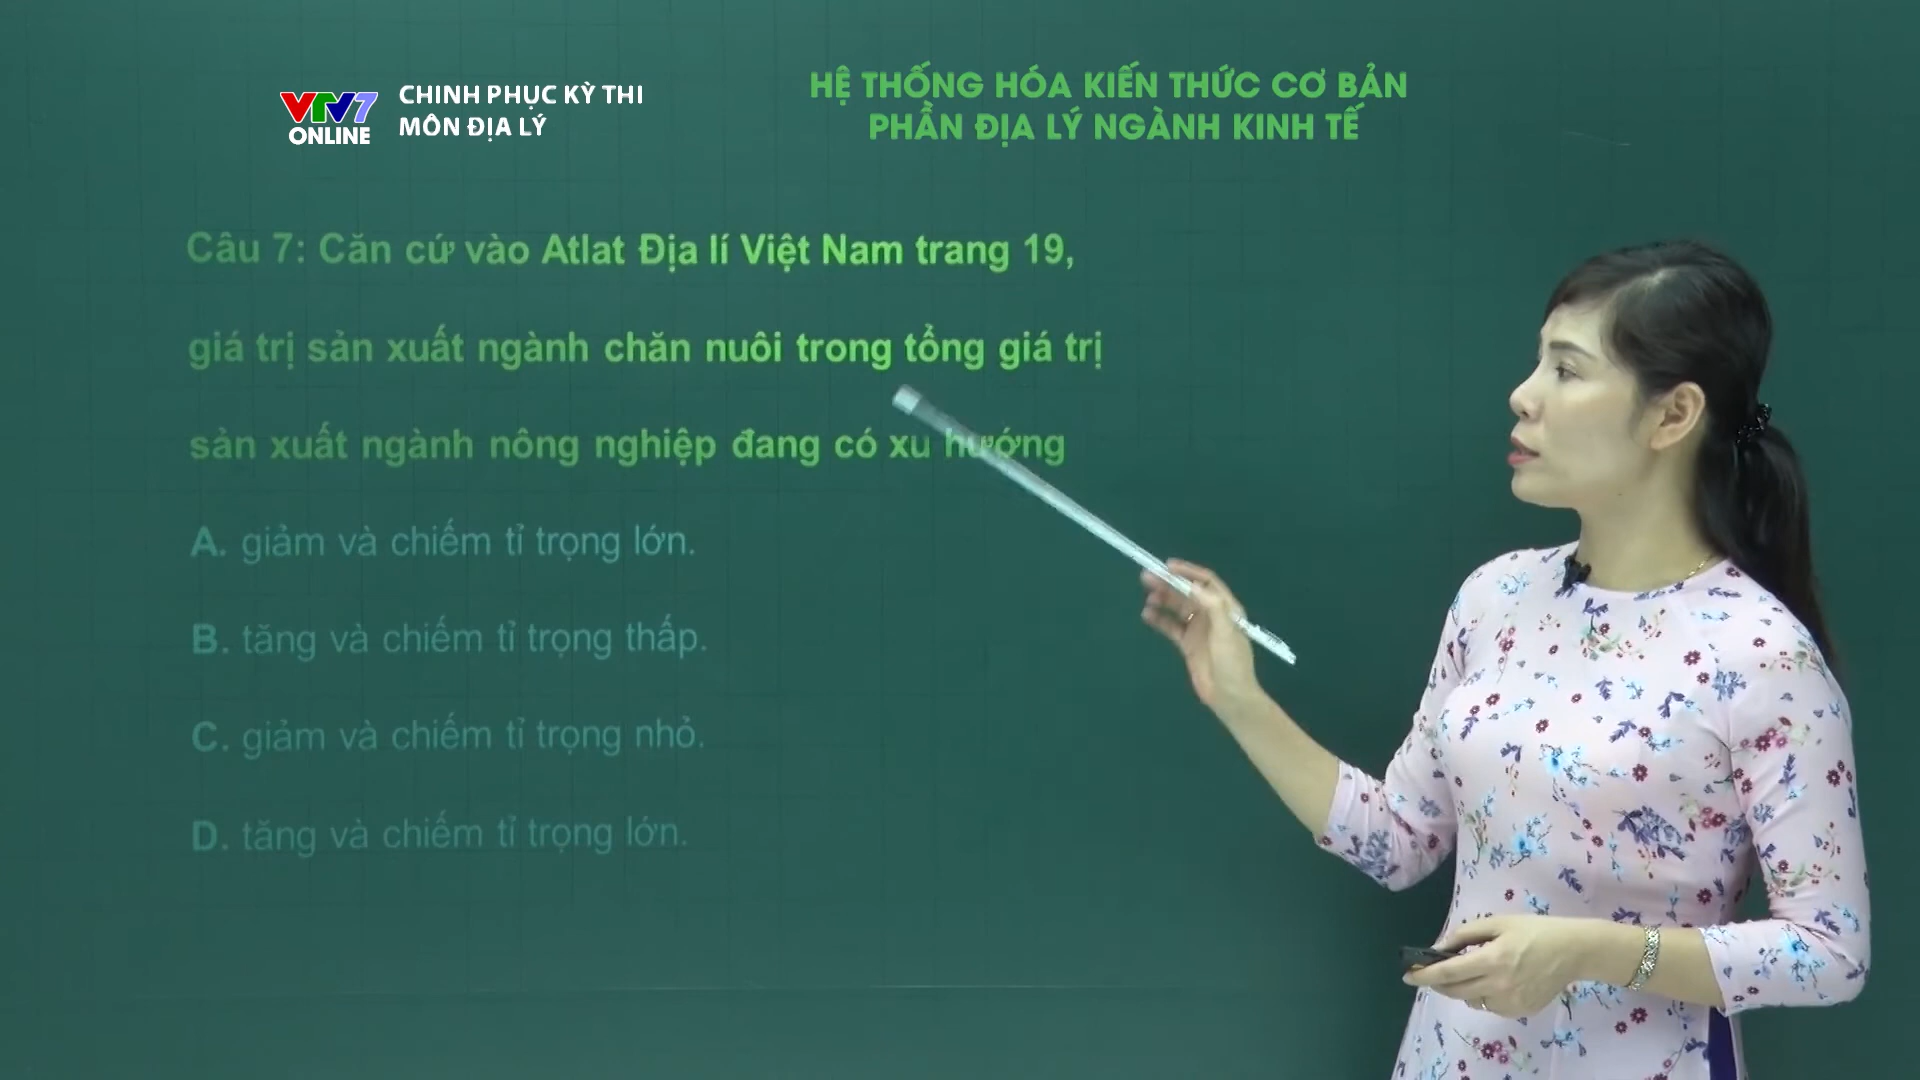 VTV7
ONLINE
CHINH PHỤC KỲ THI
MÔN ĐỊA LÝ
HỆ THỐNG HÓA KIẾN THỨC CƠ BẢN
PHẦN ĐỊA LÝ NGÀNH KINH TẾ
Câu 7: Căn cứ vào Atlat Địa lí Việt Nam trang 19,
giá trị sản xuất ngành chăn nuôi trong tổng giá trị
sản xuất ngành nông nghiệp đang có xu hướng
A. giảm và chiếm tỉ trọng lớn.
B. tăng và chiếm tỉ trọng thấp.
C. giảm và chiếm tỉ trọng nhỏ.
D. tăng và chiếm tỉ trọng lớn.